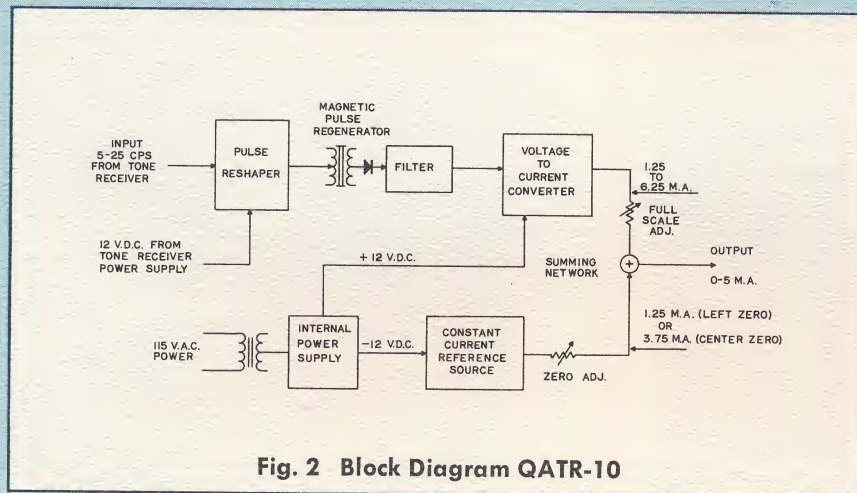 MAGNETIC
PULSE
REGENERATOR
INPUT
5-25 CPS
FROM TONE
RECEIVER
PULSE
RESHAPER
FILTER
VOLTAGE
TO
CURRENT
CONVERTER
1.25
TO
6.25 M.A.
FULL
SCALE
ADJ.
12 V.D.C. FROM
TONE RECEIVER
POWER SUPPLY
+ 12 V.D.C.
SUMMING
NETWORK
+
OUTPUT
0-5 M.A.
115 V.A.C.
POWER
INTERNAL
POWER
SUPPLY
-12 V.D.C.
CONSTANT
CURRENT
REFERENCE
SOURCE
ZERO ADJ.
1.25 M.A. (LEFT ZERO)
OR
3.75 M.A. (CENTER ZERO)
Fig. 2 Block Diagram QATR-10